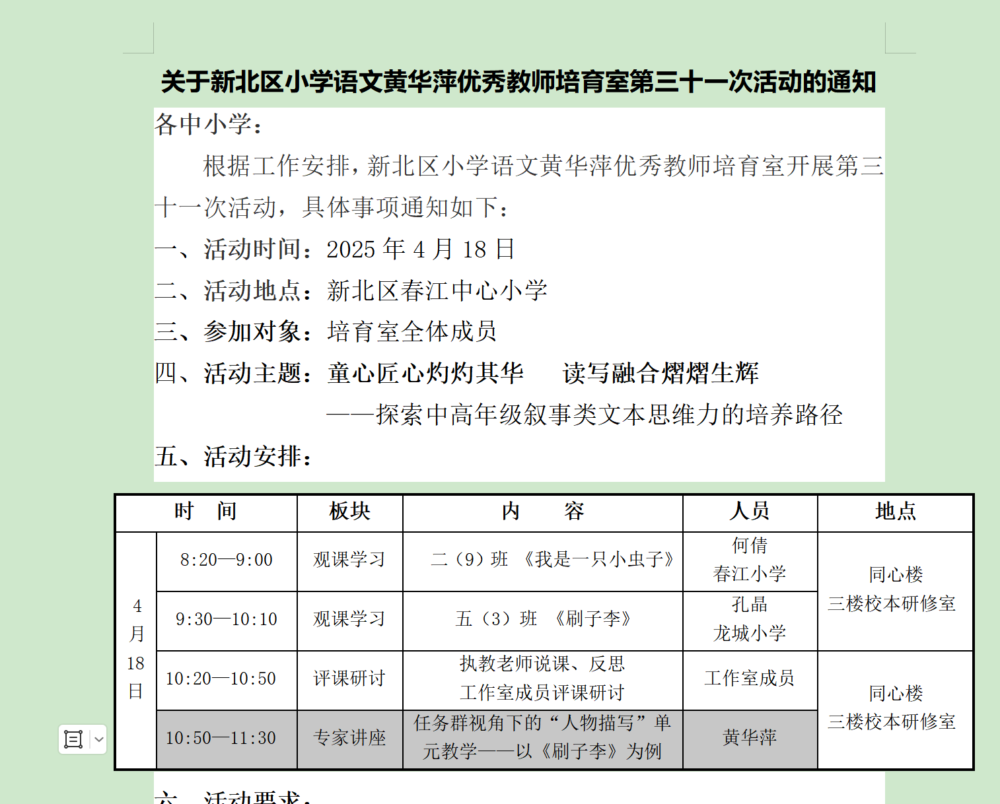 关于新北区小学语文黄华萍优秀教师培育室第三十一次活动的通知
各中小学：
根据工作安排，新北区小学语文黄华萍优秀教师培育室开展第三
十一次活动，具体事项通知如下：
一、活动时间：2025 年 4 月 18 日
二、活动地点：新北区春江中心小学
三、参加对象：培育室全体成员
四、活动主题：童心匠心灼灼其华 读写融合熠熠生辉
——探索中高年级叙事类文本思维力的培养路径
五、活动安排：
时 间 板块 内 容 人员 地点
4
月
18
日
8:20—9:00 观课学习 二（9）班 《我是一只小虫子》 何倩
春江小学
同心楼
三楼校本研修室
9:30—10:10 观课学习 五（3）班 《刷子李》 孔晶
龙城小学
10:20—10:50 评课研讨 执教老师说课、反思
工作室成员评课研讨
工作室成员
同心楼
三楼校本研修室
10:50—11:30 专家讲座 任务群视角下的“人物描写”单
元教学——以《刷子李》为例
黄华萍
六、活动要求：